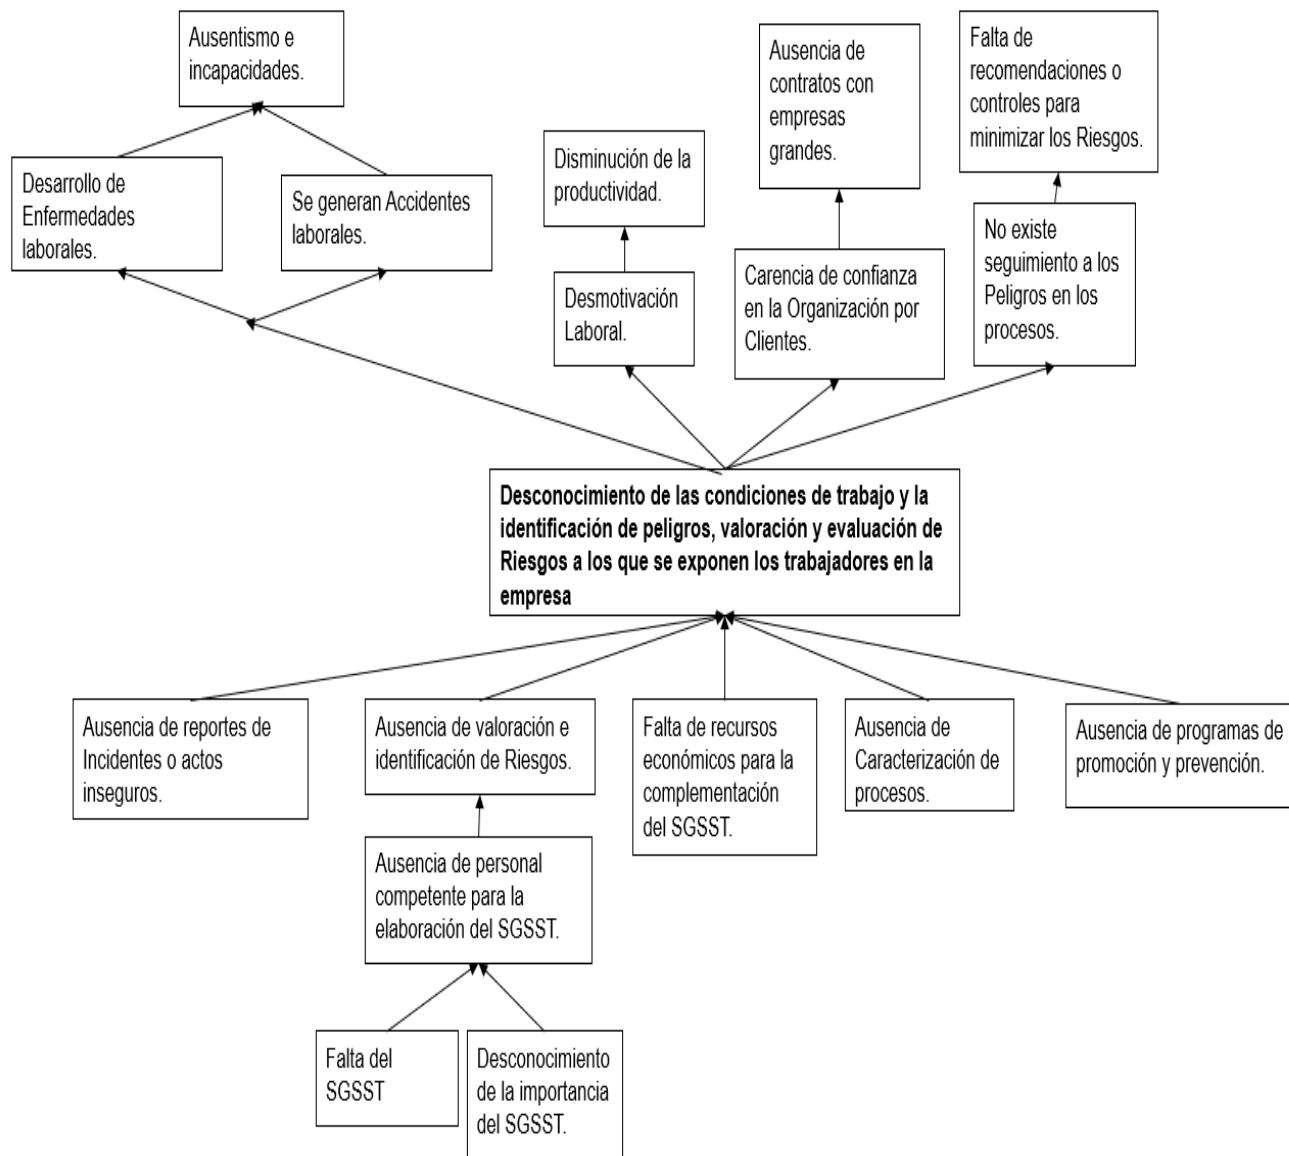 Ausentismo e
incapacidades.
Ausencia de
contratos con
empresas
grandes.
Falta de
recomendaciones o
controles para
minimizar los Riesgos.
Desarrollo de
Enfermedades
laborales.
Se generan Accidentes
laborales.
Disminución de la
productividad.
Desmotivación
Laboral.
Carencia de confianza
en la Organización por
Clientes.
No existe
seguimiento a los
Peligros en los
procesos.
Desconocimiento de las condiciones de trabajo y la
identificación de peligros, valoración y evaluación de
Riesgos a los que se exponen los trabajadores en la
empresa
Ausencia de reportes de
Incidentes o actos
inseguros.
Ausencia de valoración e
identificación de Riesgos.
Falta de recursos
económicos para la
complementación
del SGSST.
Ausencia de
Caracterización de
procesos.
Ausencia de programas de
promoción y prevención.
Ausencia de personal
competente para la
elaboración del SGSST.
Falta del
SGSST
Desconocimiento
de la importancia
del SGSST.